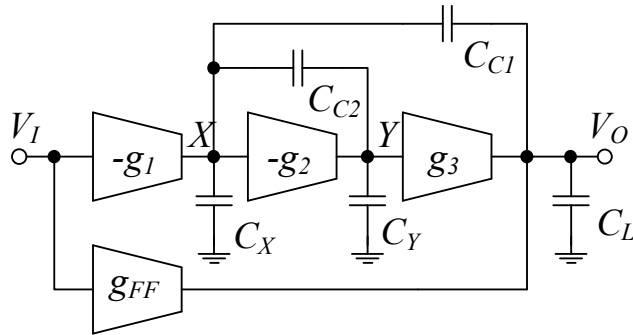 C_{C1}
C_{C2}
V_I
X
Y
V_O
-g_1
-g_2
g_3
C_X
C_Y
C_L
g_{FF}